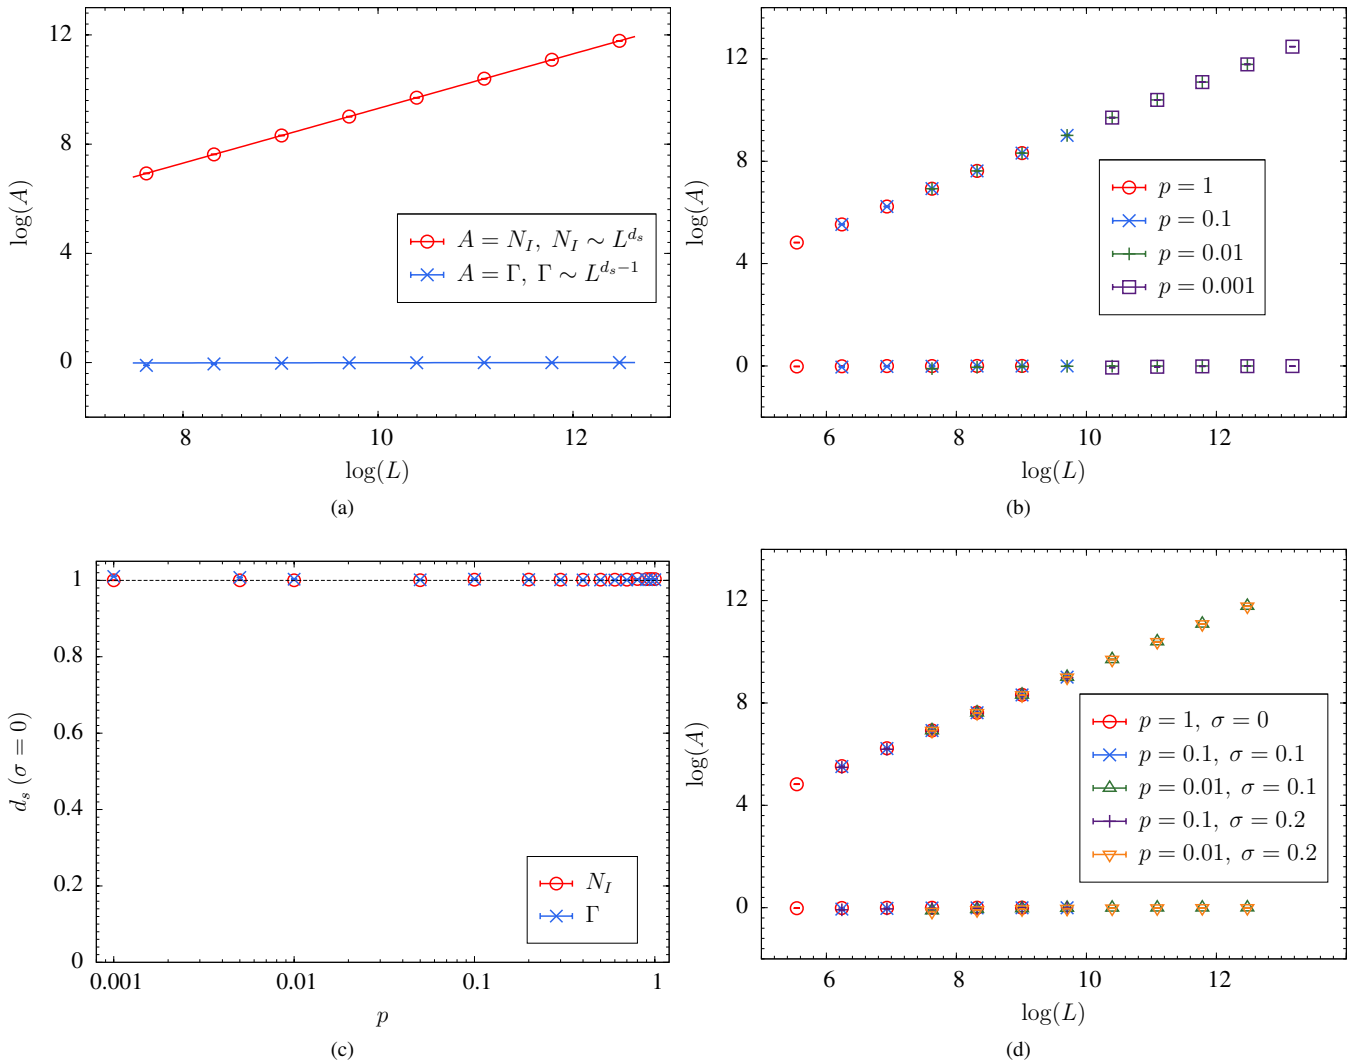 12
8
4
0
log(A)
A = N_I, N_I ∼ L^{d_s}
A = Γ, Γ ∼ L^{d_s−1}
8 10 12
log(L)
(a)
12
8
4
0
log(A)
p = 1
p = 0.1
p = 0.01
p = 0.001
6 8 10 12
log(L)
(b)
1
0.8
0.6
0.4
0.2
0
d_s (σ = 0)
N_I
Γ
0.001 0.01 0.1 1
p
(c)
12
8
4
0
log(A)
p = 1, σ = 0
p = 0.1, σ = 0.1
p = 0.01, σ = 0.1
p = 0.1, σ = 0.2
p = 0.01, σ = 0.2
6 8 10 12
log(L)
(d)